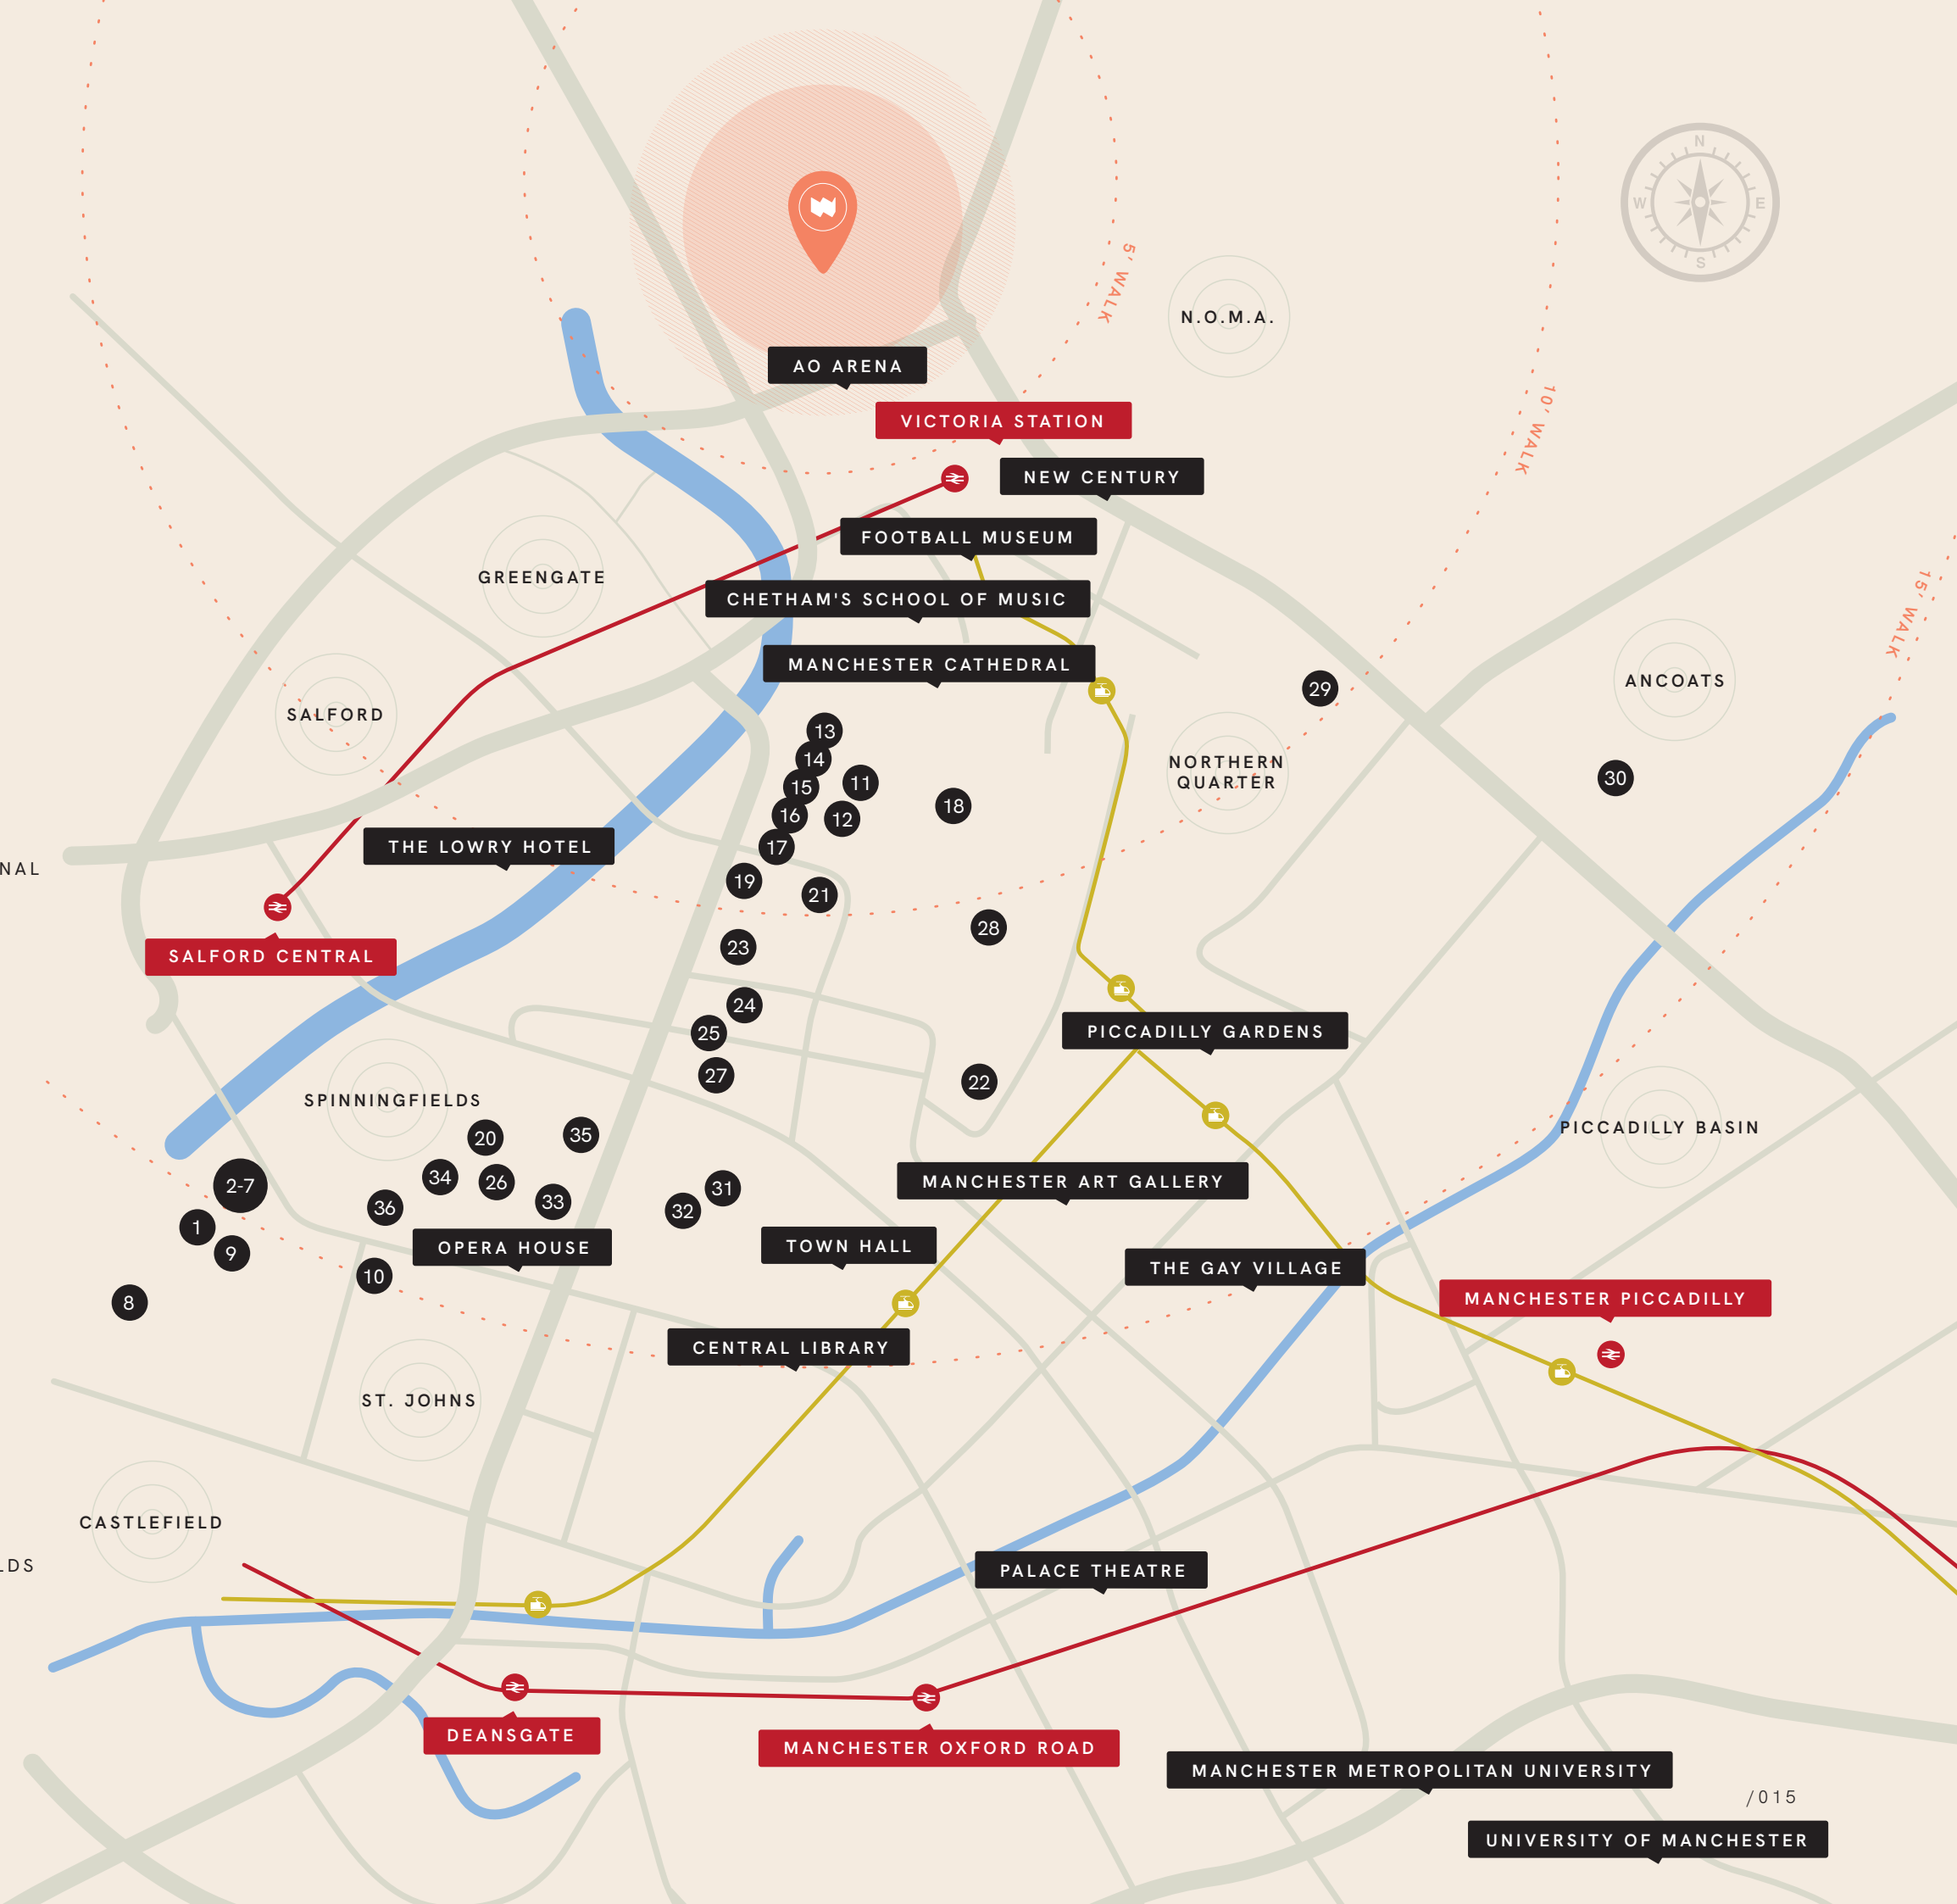 N
W
E
S
5' WALK
N.O.M.A.
AO ARENA
10' WALK
VICTORIA STATION
NEW CENTURY
FOOTBALL MUSEUM
GREENGATE
CHETHAM'S SCHOOL OF MUSIC
15' WALK
MANCHESTER CATHEDRAL
ANCOATS
29
SALFORD
13
14
NORTHERN
QUARTER
30
15
11
18
16
12
THE LOWRY HOTEL
17
NAL
19
21
28
23
SALFORD CENTRAL
24
25
PICCADILLY GARDENS
27
22
SPINNINGFIELDS
PICCADILLY BASIN
20
35
34
26
MANCHESTER ART GALLERY
2-7
31
33
36
32
1
9
OPERA HOUSE
TOWN HALL
THE GAY VILLAGE
10
8
MANCHESTER PICCADILLY
CENTRAL LIBRARY
ST. JOHNS
CASTLEFIELD
LDS
PALACE THEATRE
DEANSGATE
MANCHESTER OXFORD ROAD
MANCHESTER METROPOLITAN UNIVERSITY
/015
UNIVERSITY OF MANCHESTER